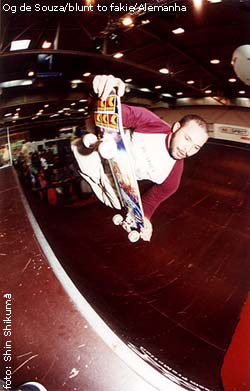 Og de Souza/blunt to fakie/Alemanha
foto: Shin Shikuma